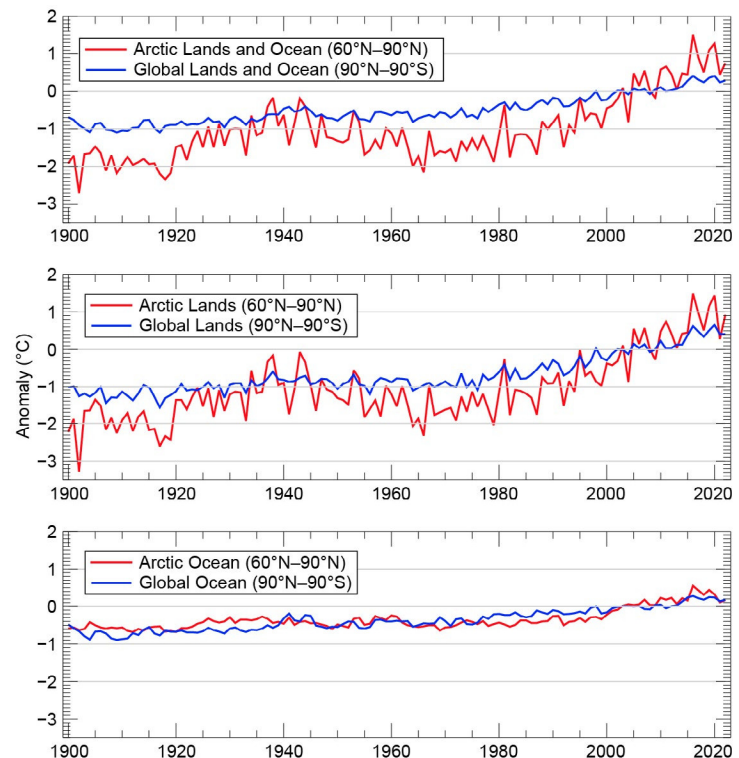 2
1
0
−1
−2
−3
Arctic Lands and Ocean (60°N–90°N)
Global Lands and Ocean (90°N–90°S)
1900 1920 1940 1960 1980 2000 2020
Anomaly (°C)
2
1
0
−1
−2
−3
Arctic Lands (60°N–90°N)
Global Lands (90°N–90°S)
1900 1920 1940 1960 1980 2000 2020
2
1
0
−1
−2
−3
Arctic Ocean (60°N–90°N)
Global Ocean (90°N–90°S)
1900 1920 1940 1960 1980 2000 2020